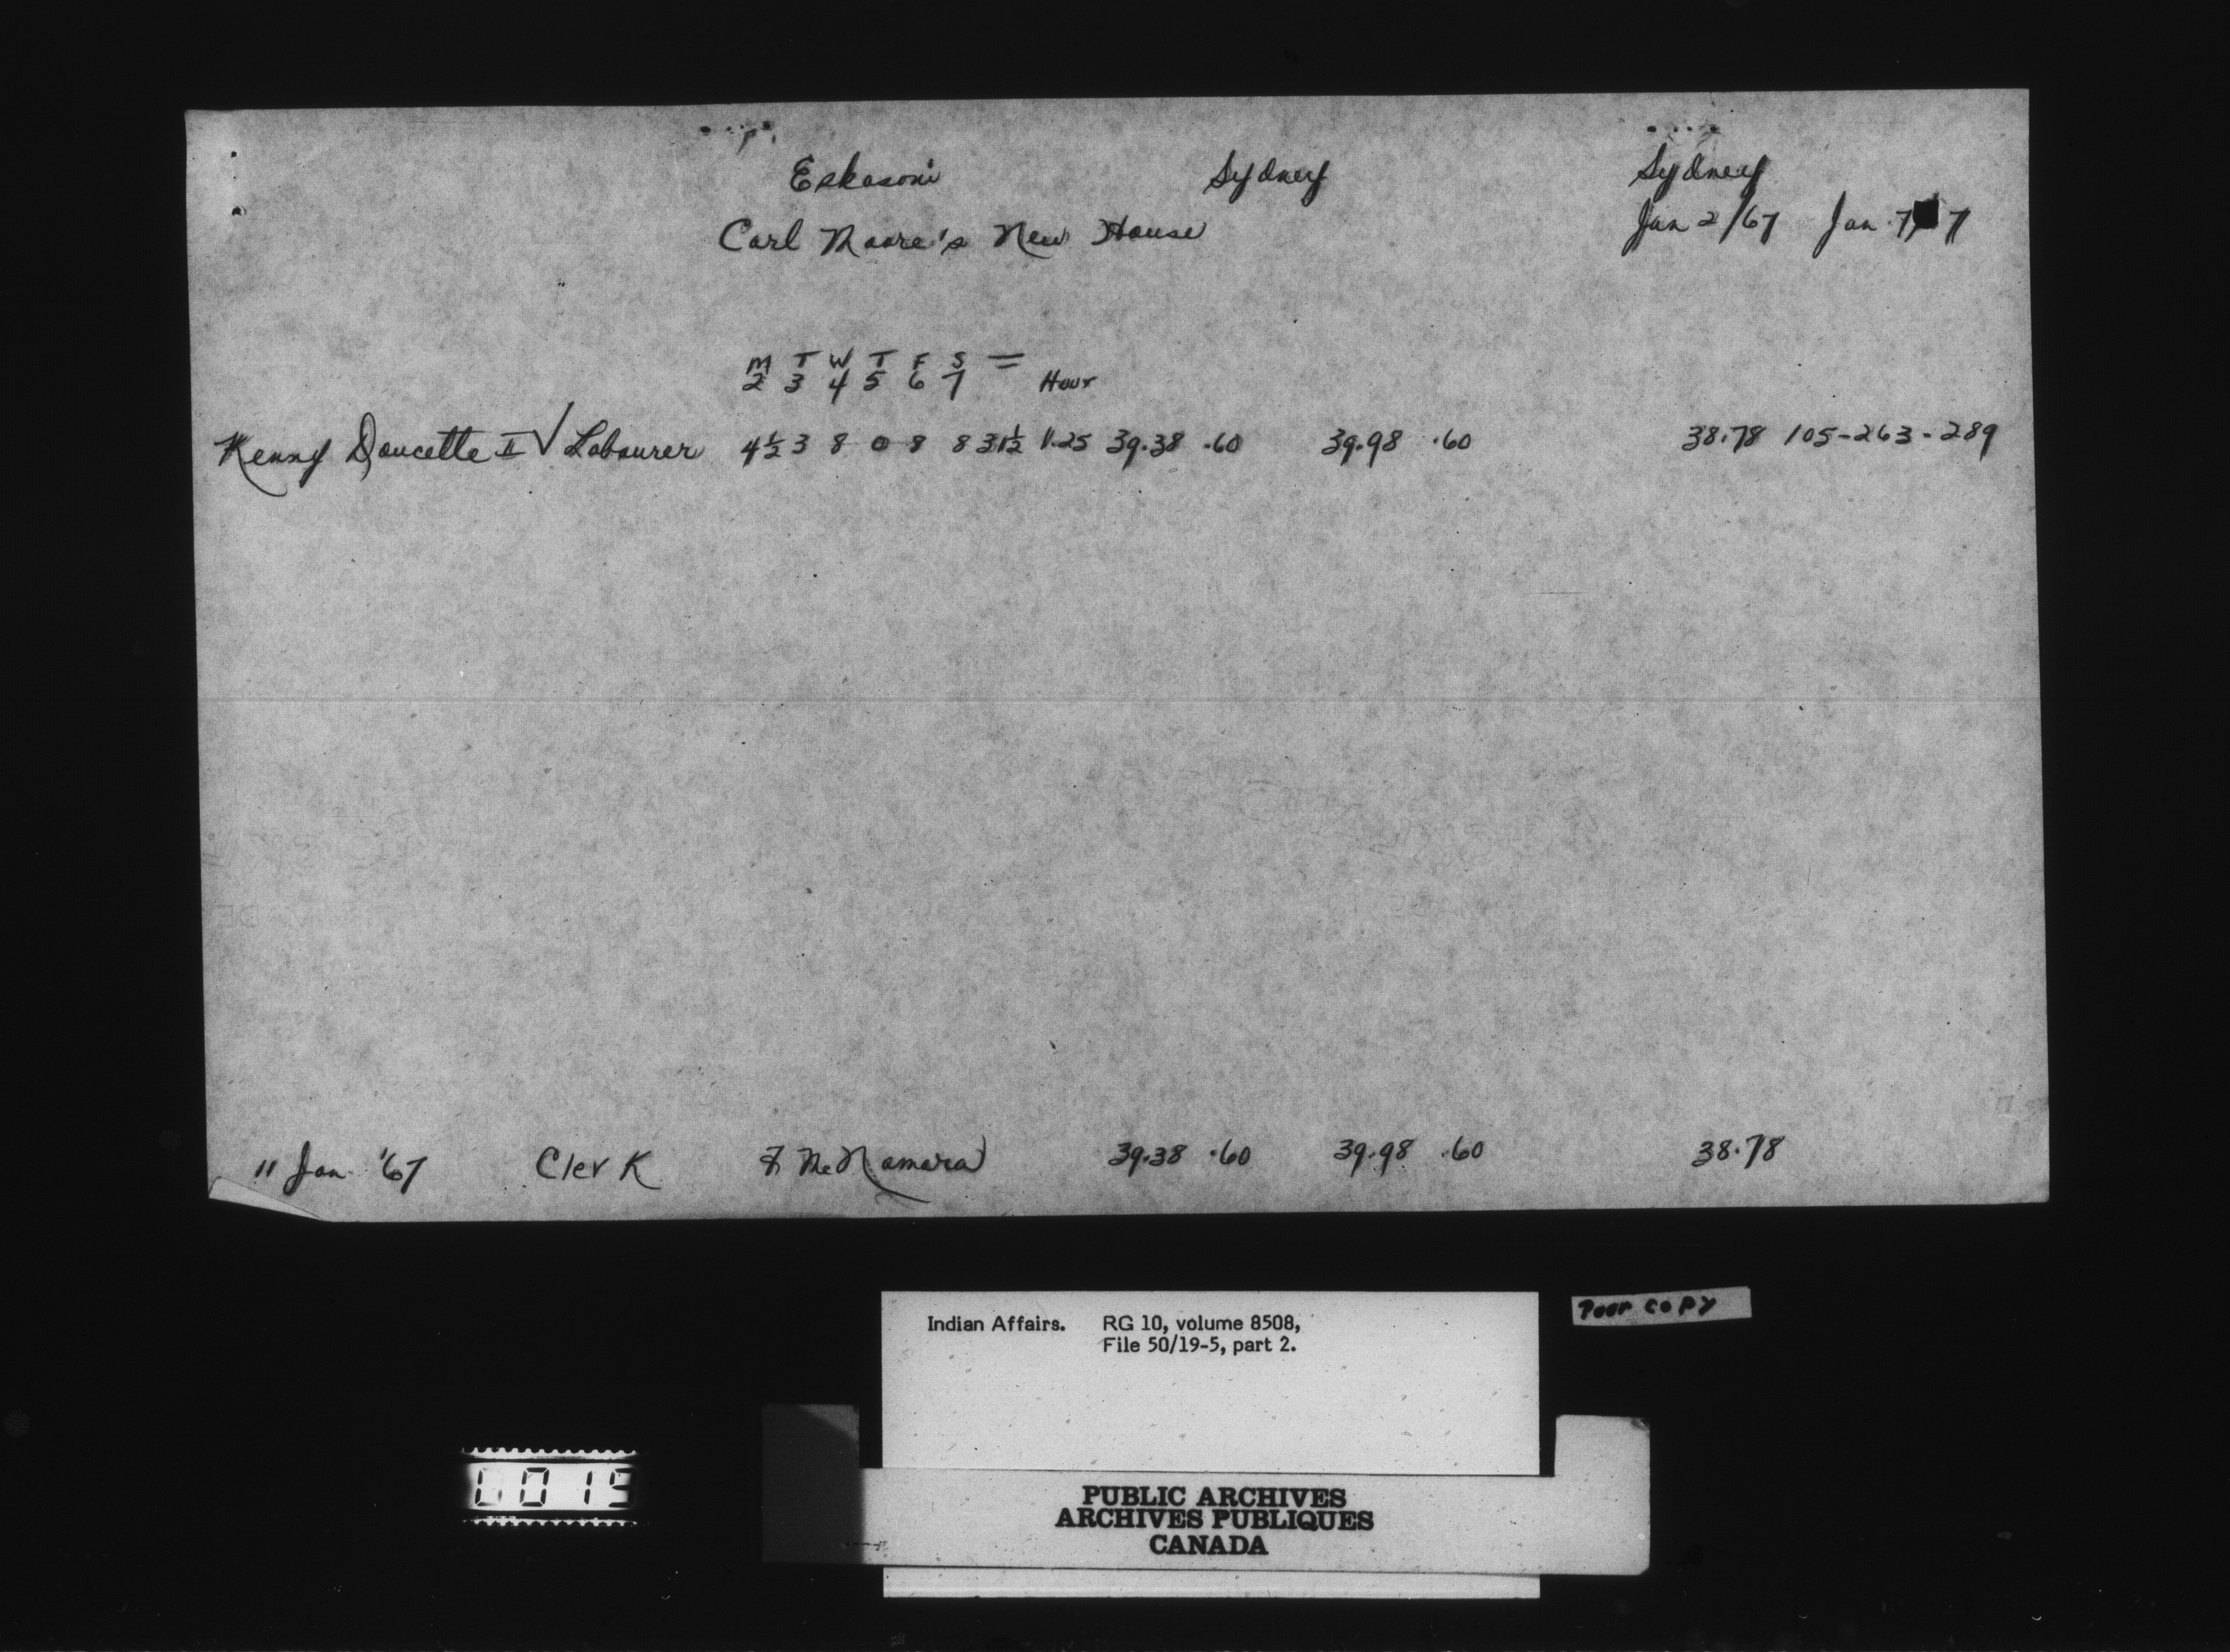 Eskasoni Sydney Sydney
Carl Moore's New House Jan 2/67 Jan 7 7
M T W T F S =
2 3 4 5 6 7 Hour
Kenny Doucette II √ Labourer 4½ 3 8 0 8 8 31½ 1.25 39.38 .60 39.98 .60 38.78 105-263-289
11 Jan '67 Clerk F McNamara 39.38 .60 39.98 .60 38.78
Indian Affairs. RG 10, volume 8508,
File 50/19-5, part 2.
Poor copy
0015
PUBLIC ARCHIVES
ARCHIVES PUBLIQUES
CANADA